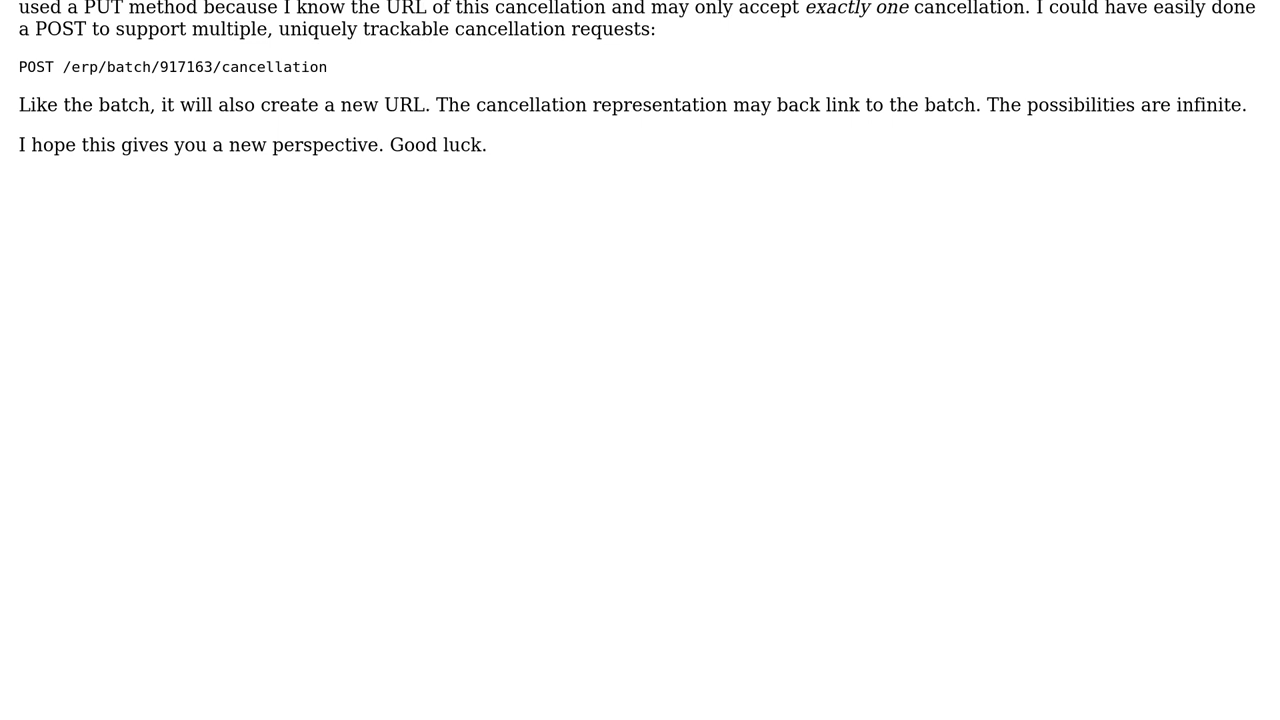 used a PUT method because I know the URL of this cancellation and may only accept exactly one cancellation. I could have easily done
a POST to support multiple, uniquely trackable cancellation requests:
POST /erp/batch/917163/cancellation
Like the batch, it will also create a new URL. The cancellation representation may back link to the batch. The possibilities are infinite.
I hope this gives you a new perspective. Good luck.